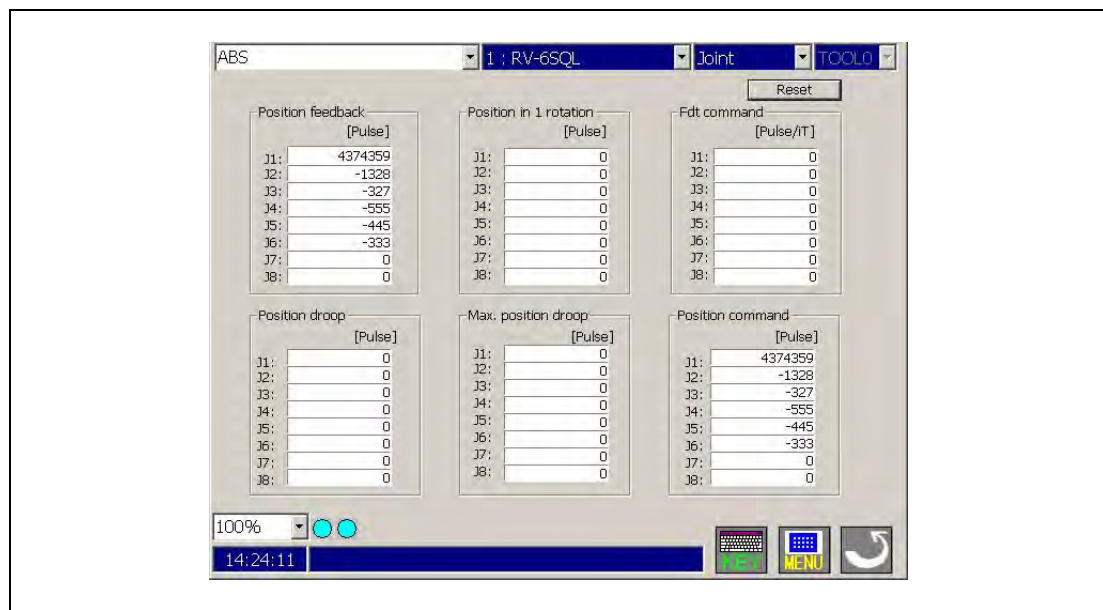 ABS 1 : RV-6SQL Joint TOOL0
Reset
Position feedback
[Pulse]
J1: 4374359
J2: -1328
J3: -327
J4: -555
J5: -445
J6: -333
J7: 0
J8: 0
Position in 1 rotation
[Pulse]
J1: 0
J2: 0
J3: 0
J4: 0
J5: 0
J6: 0
J7: 0
J8: 0
Fdt command
[Pulse/iT]
J1: 0
J2: 0
J3: 0
J4: 0
J5: 0
J6: 0
J7: 0
J8: 0
Position droop
[Pulse]
J1: 0
J2: 0
J3: 0
J4: 0
J5: 0
J6: 0
J7: 0
J8: 0
Max. position droop
[Pulse]
J1: 0
J2: 0
J3: 0
J4: 0
J5: 0
J6: 0
J7: 0
J8: 0
Position command
[Pulse]
J1: 4374359
J2: -1328
J3: -327
J4: -555
J5: -445
J6: -333
J7: 0
J8: 0
100%
14:24:11
KEY MENU